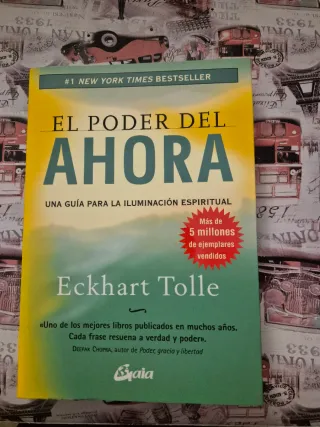 #1 NEW YORK TIMES BESTSELLER
EL PODER DEL
AHORA
UNA GUÍA PARA LA ILUMINACIÓN ESPIRITUAL
Más de
5 millones
de ejemplares
vendidos
Eckhart Tolle
«Uno de los mejores libros publicados en muchos años.
Cada frase resuena a verdad y poder».
DEEPAK CHOPRA, autor de Poder, gracia y libertad
Gaia